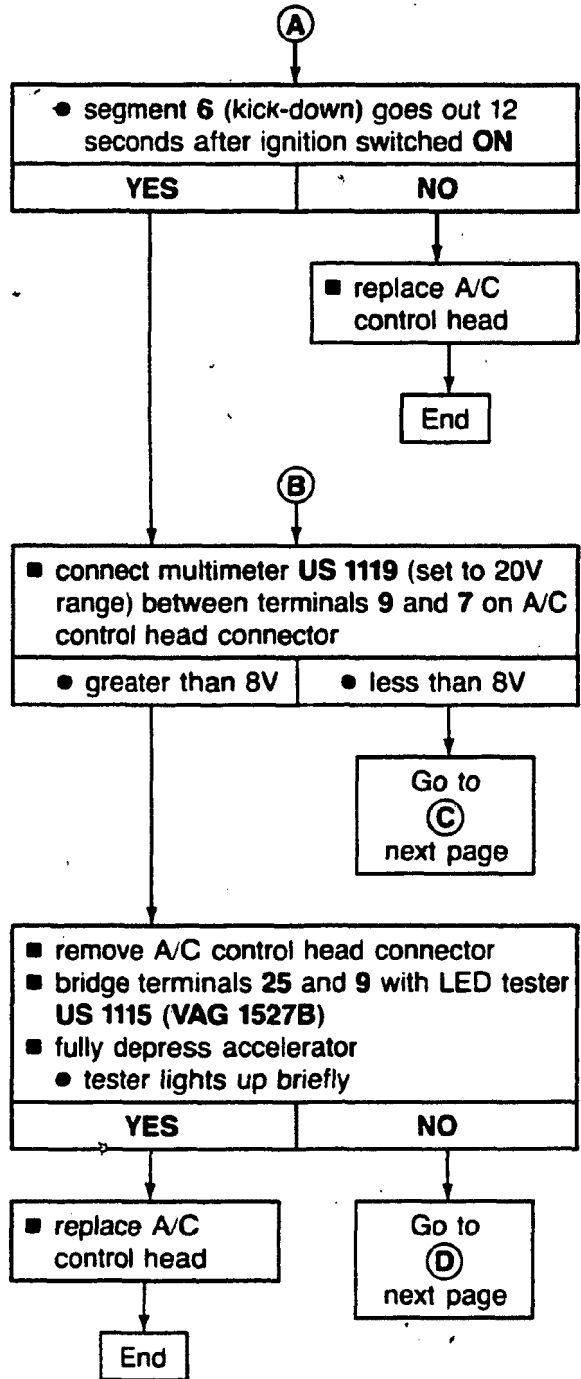 A
● segment 6 (kick-down) goes out 12
seconds after ignition switched ON
YES
NO
■ replace A/C
control head
End
B
■ connect multimeter US 1119 (set to 20V
range) between terminals 9 and 7 on A/C
control head connector
● greater than 8V
● less than 8V
Go to
C
next page
■ remove A/C control head connector
■ bridge terminals 25 and 9 with LED tester
US 1115 (VAG 1527B)
■ fully depress accelerator
● tester lights up briefly
YES
NO
■ replace A/C
control head
End
Go to
D
next page